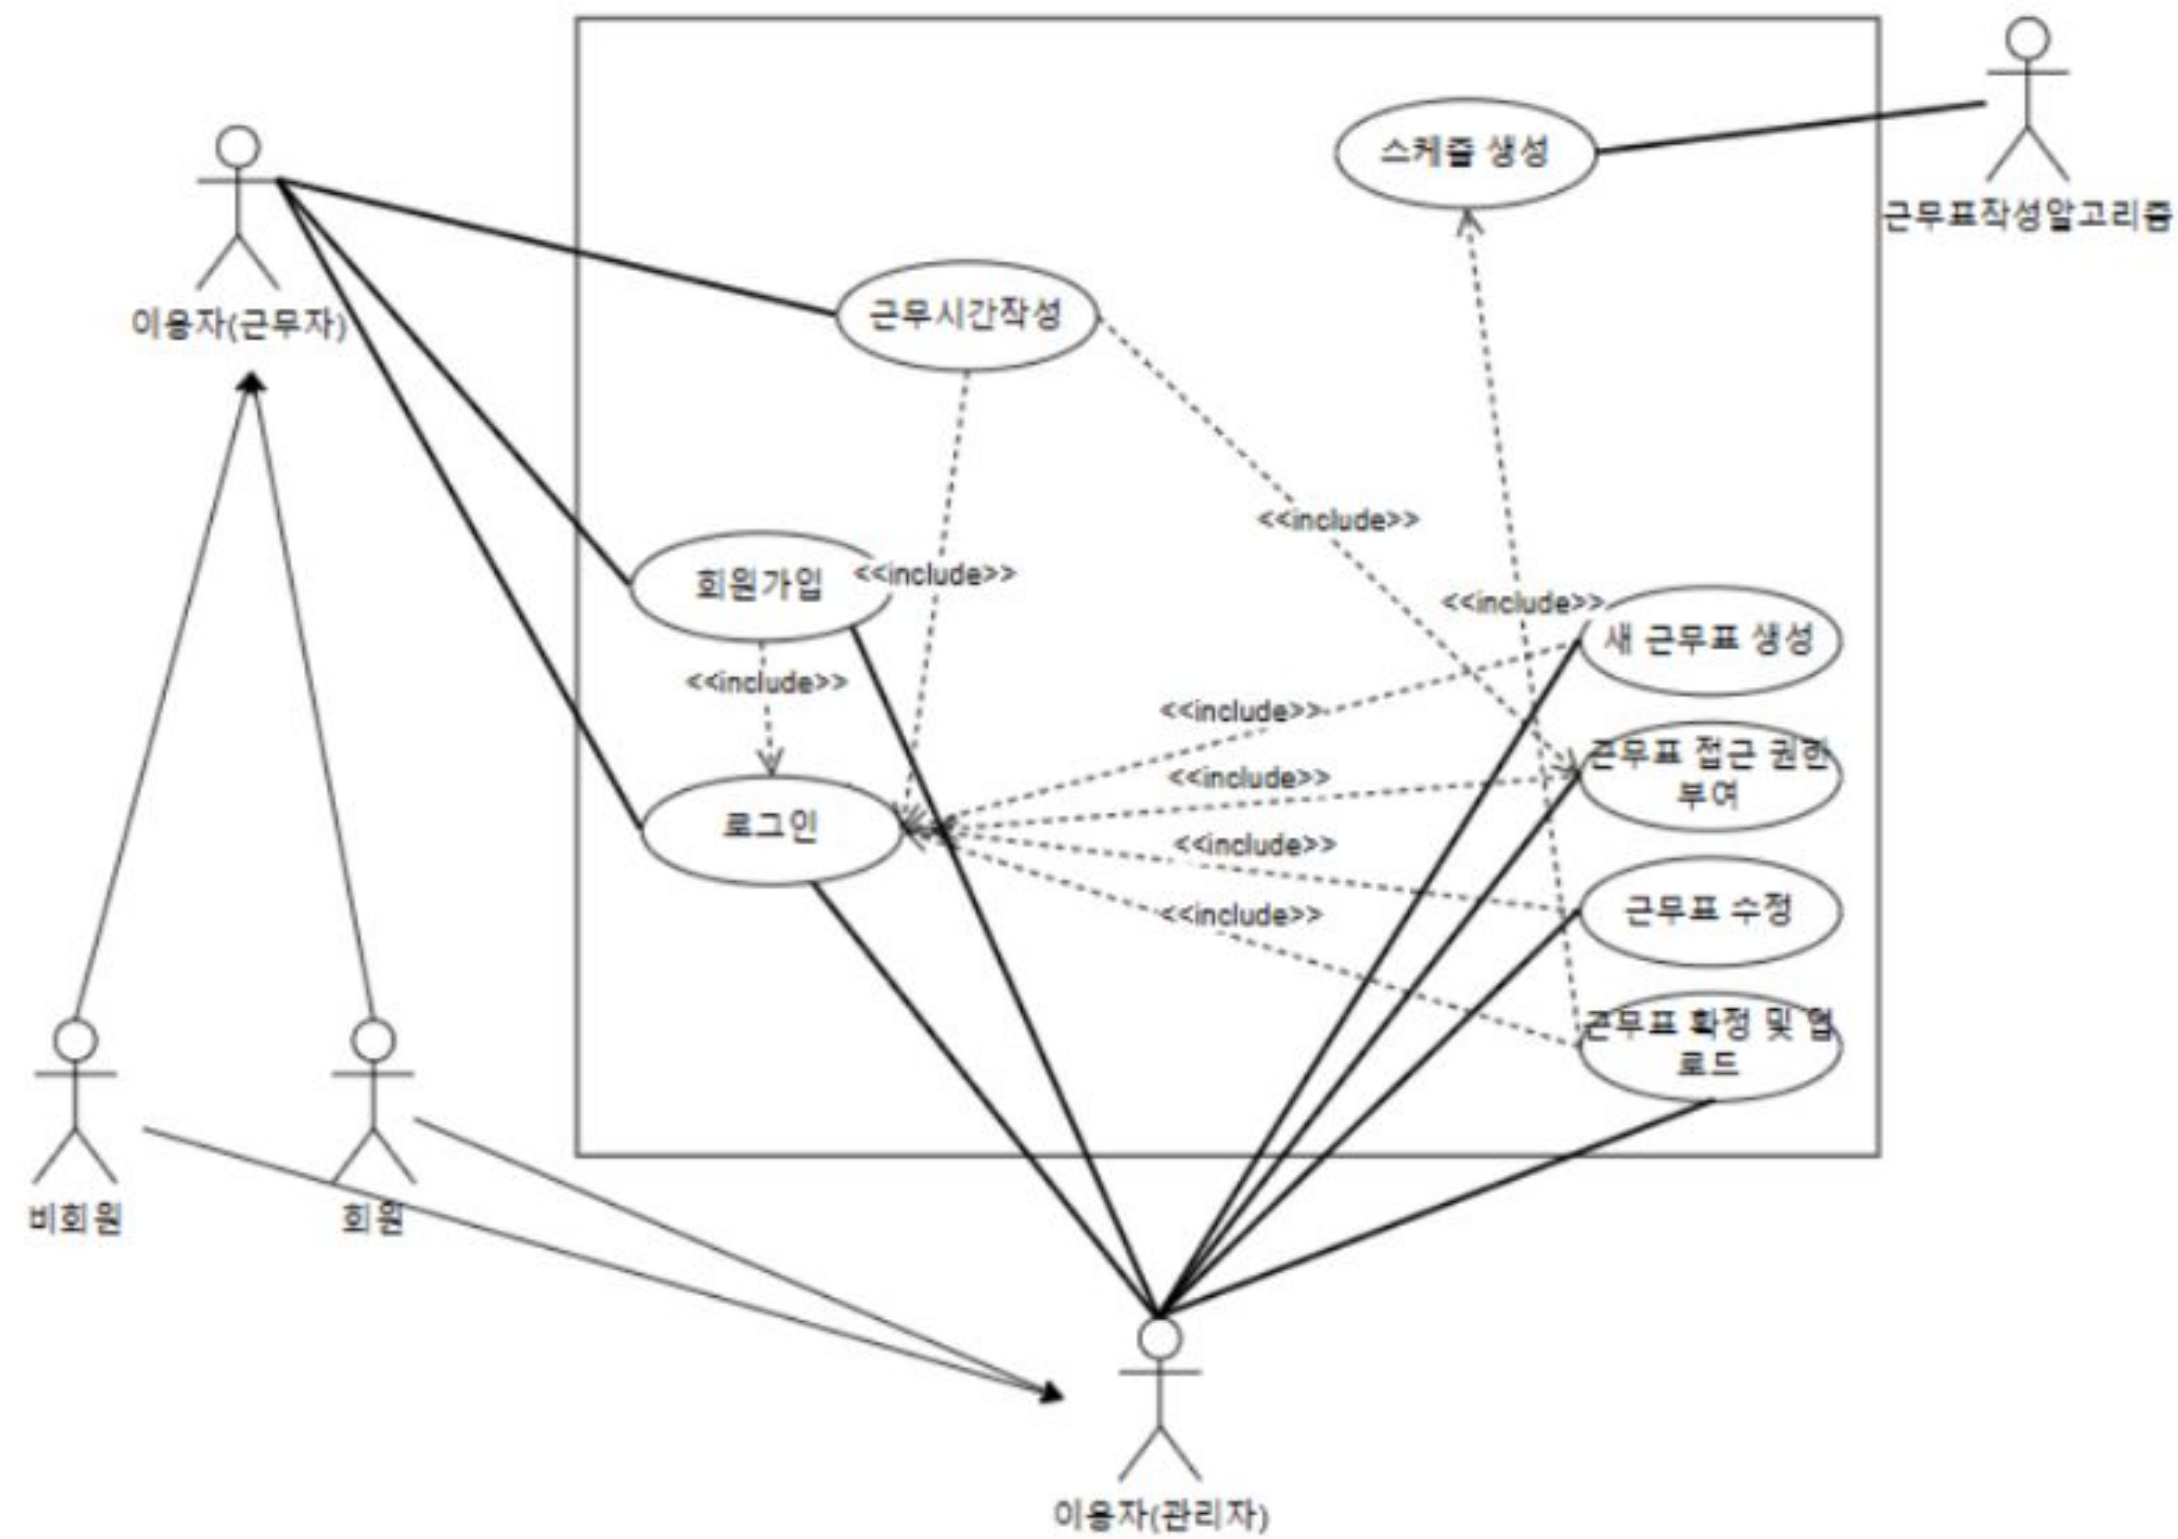 스케줄 생성
근무표작성알고리즘
이용자(근무자)
근무시간작성
<<include>>
회원가입
<<include>>
<<include>>
새 근무표 생성
<<include>>
<<include>>
근무표 접근 권한
부여
<<include>>
로그인
<<include>>
근무표 수정
<<include>>
근무표 확정 및 업
로드
비회원
회원
이용자(관리자)